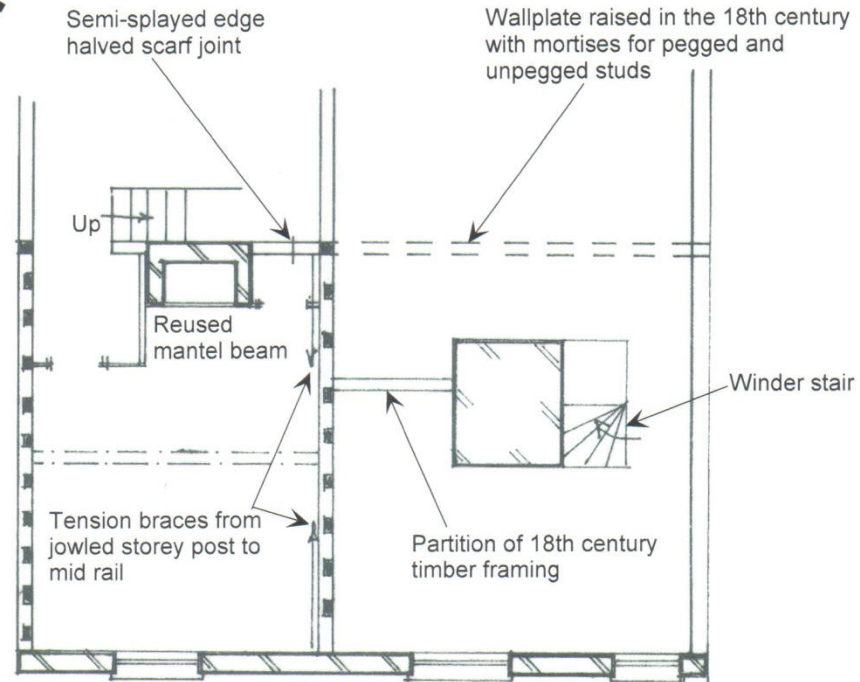 Semi-splayed edge
halved scarf joint
Wallplate raised in the 18th century
with mortises for pegged and
unpegged studs
Up
Reused
mantel beam
Winder stair
Tension braces from
jowled storey post to
mid rail
Partition of 18th century
timber framing